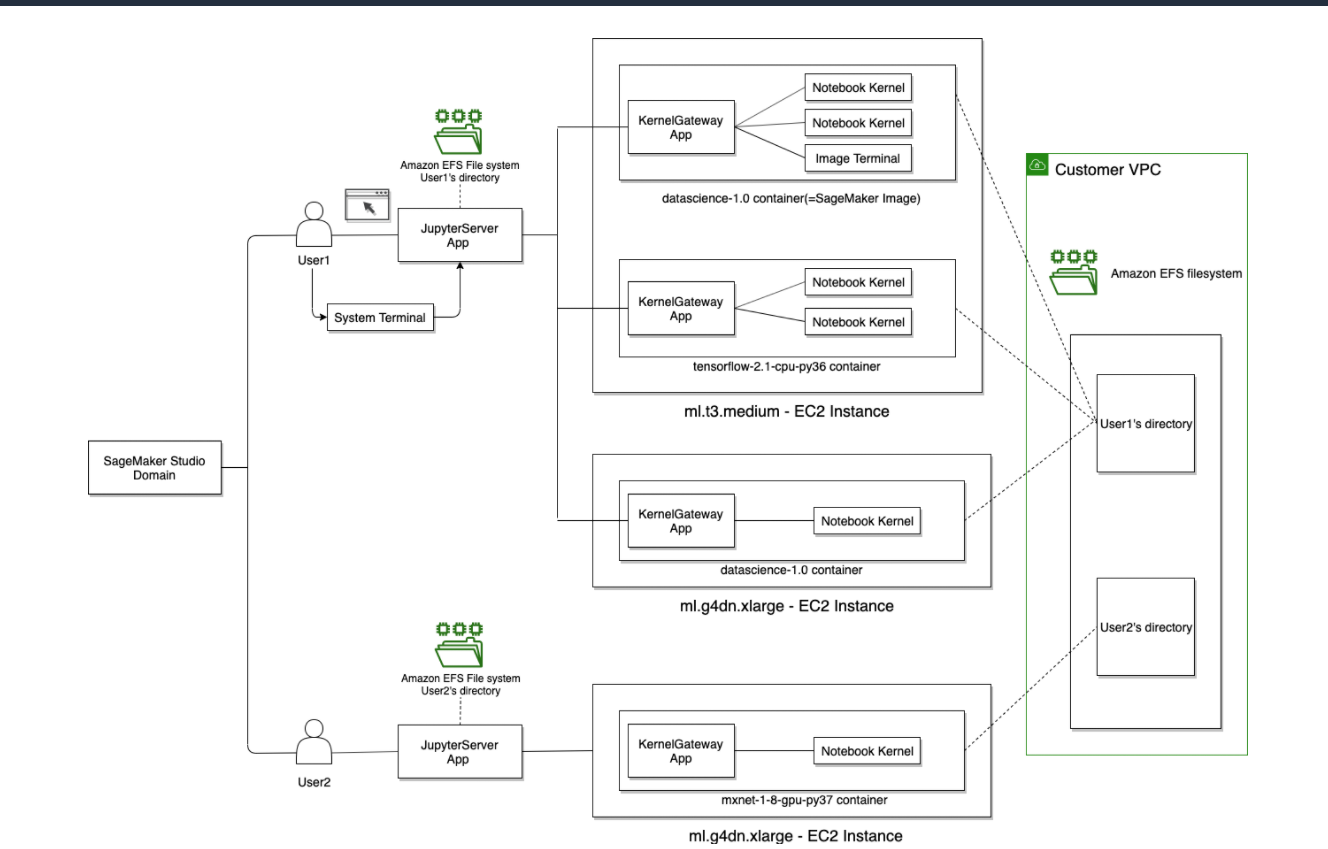 Amazon EFS File system
User1's directory
User1
JupyterServer
App
System Terminal
KernelGateway
App
Notebook Kernel
Notebook Kernel
Image Terminal
datascience-1.0 container(=SageMaker Image)
KernelGateway
App
Notebook Kernel
Notebook Kernel
tensorflow-2.1-cpu-py36 container
ml.t3.medium - EC2 Instance
Customer VPC
Amazon EFS filesystem
User1's directory
User2's directory
SageMaker Studio
Domain
KernelGateway
App
Notebook Kernel
datascience-1.0 container
ml.g4dn.xlarge - EC2 Instance
Amazon EFS File system
User2's directory
User2
JupyterServer
App
KernelGateway
App
Notebook Kernel
mxnet-1-8-gpu-py37 container
ml.g4dn.xlarge - EC2 Instance